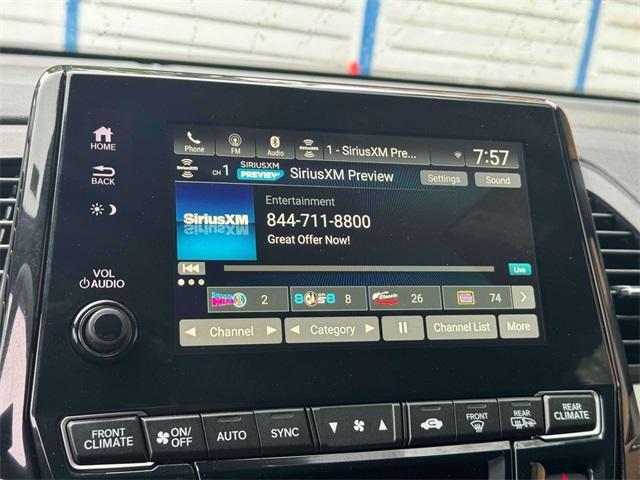 HOME
BACK
VOL
AUDIO
Phone
FM
Audio
SiriusXM
1 - SiriusXM Pre...
7:57
CH 1
SIRIUSXM
PREVIEW
SiriusXM Preview
Settings
Sound
SiriusXM
Entertainment
844-711-8800
Great Offer Now!
Live
2
8
26
74
Channel
Category
Channel List
More
FRONT
CLIMATE
ON/
OFF
AUTO
SYNC
FRONT
REAR
REAR
CLIMATE